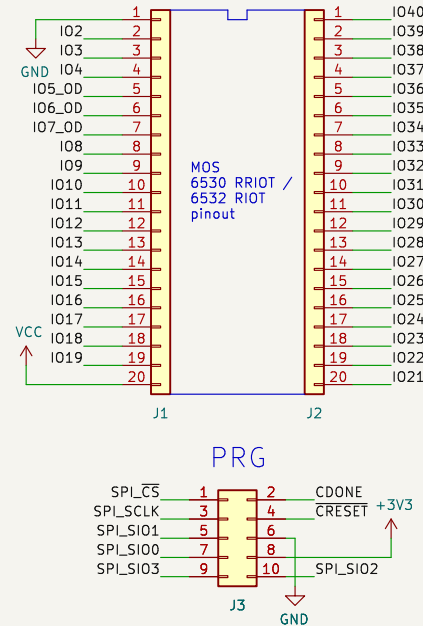 1 1 IO40
IO2 2 2 IO39
IO3 3 3 IO38
GND
IO4 4 4 IO37
IO5_OD 5 5 IO36
IO6_OD 6 6 IO35
IO7_OD 7 7 IO34
IO8 8 8 IO33
IO9 9 9 IO32
IO10 10 10 IO31
IO11 11 11 IO30
IO12 12 12 IO29
IO13 13 13 IO28
IO14 14 14 IO27
IO15 15 15 IO26
IO16 16 16 IO25
IO17 17 17 IO24
VCC
IO18 18 18 IO23
IO19 19 19 IO22
20 20 IO21
MOS
6530 RRIOT /
6532 RIOT
pinout
J1 J2
PRG
SPI_CS 1 2 CDONE
SPI_SCLK 3 4 CRESET
+3V3
SPI_SIO1 5 6
SPI_SIO0 7 8
SPI_SIO3 9 10 SPI_SIO2
J3
GND